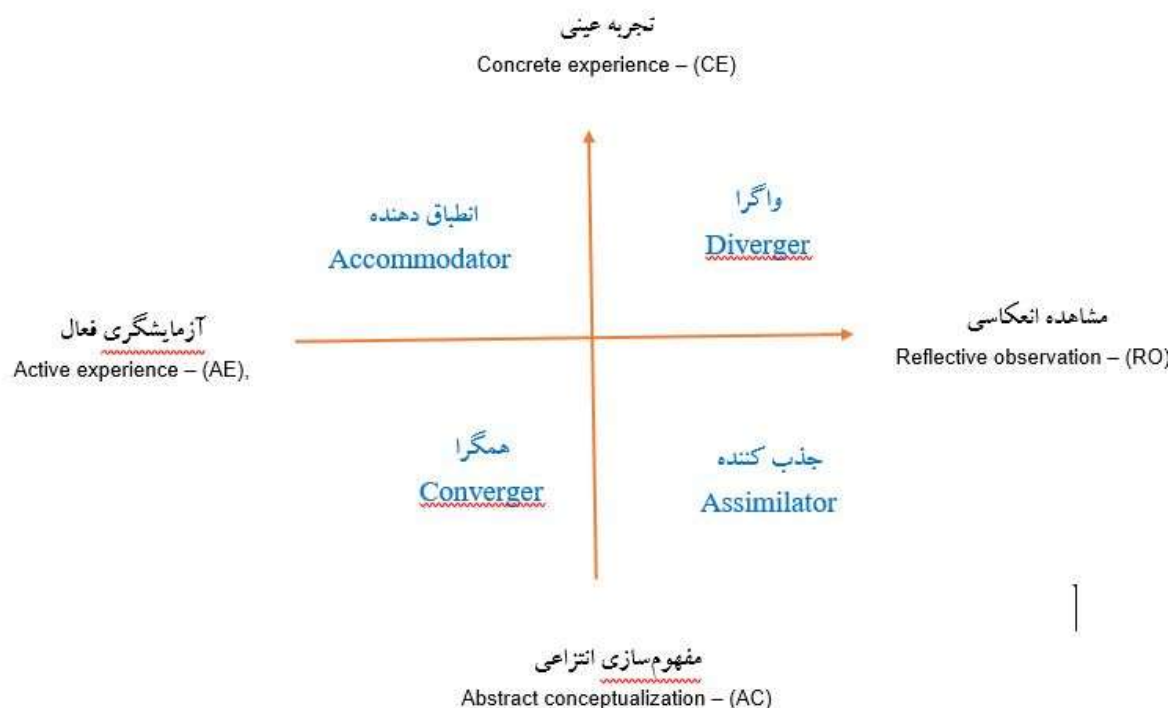 تجربه عینی
Concrete experience – (CE)
انطباق دهنده
Accommodator
واگرا
Diverger
آزمایشگری فعال
Active experience – (AE),
مشاهده انعکاسی
Reflective observation – (RO)
همگرا
Converger
جذب کننده
Assimilator
مفهوم‌سازی انتزاعی
Abstract conceptualization – (AC)